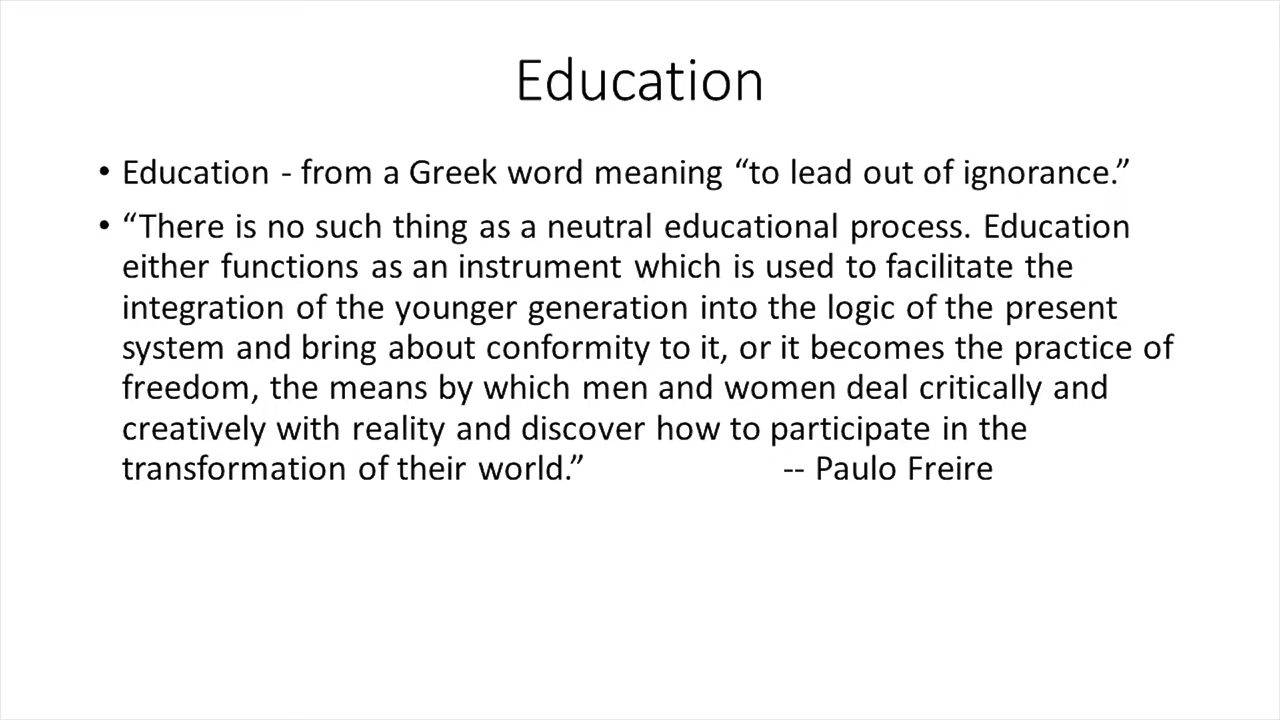 Education
• Education - from a Greek word meaning “to lead out of ignorance.”
• “There is no such thing as a neutral educational process. Education
either functions as an instrument which is used to facilitate the
integration of the younger generation into the logic of the present
system and bring about conformity to it, or it becomes the practice of
freedom, the means by which men and women deal critically and
creatively with reality and discover how to participate in the
transformation of their world.” -- Paulo Freire